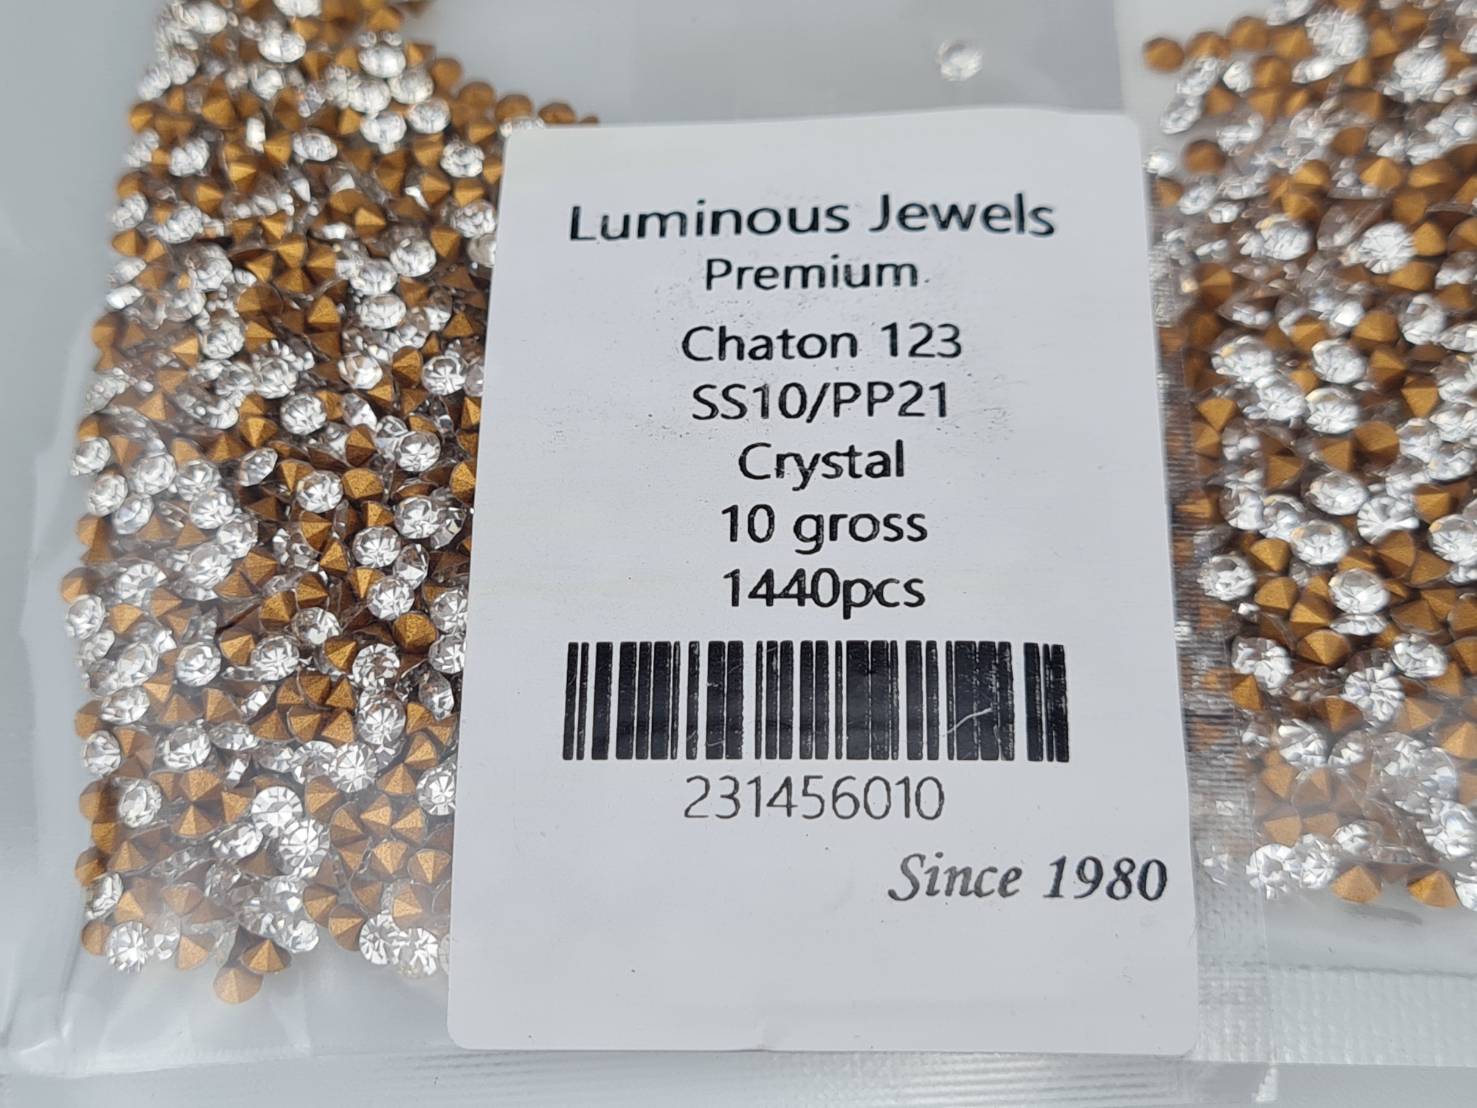 Luminous Jewels
Premium
Chaton 123
SS10/PP21
Crystal
10 gross
1440pcs
231456010
Since 1980